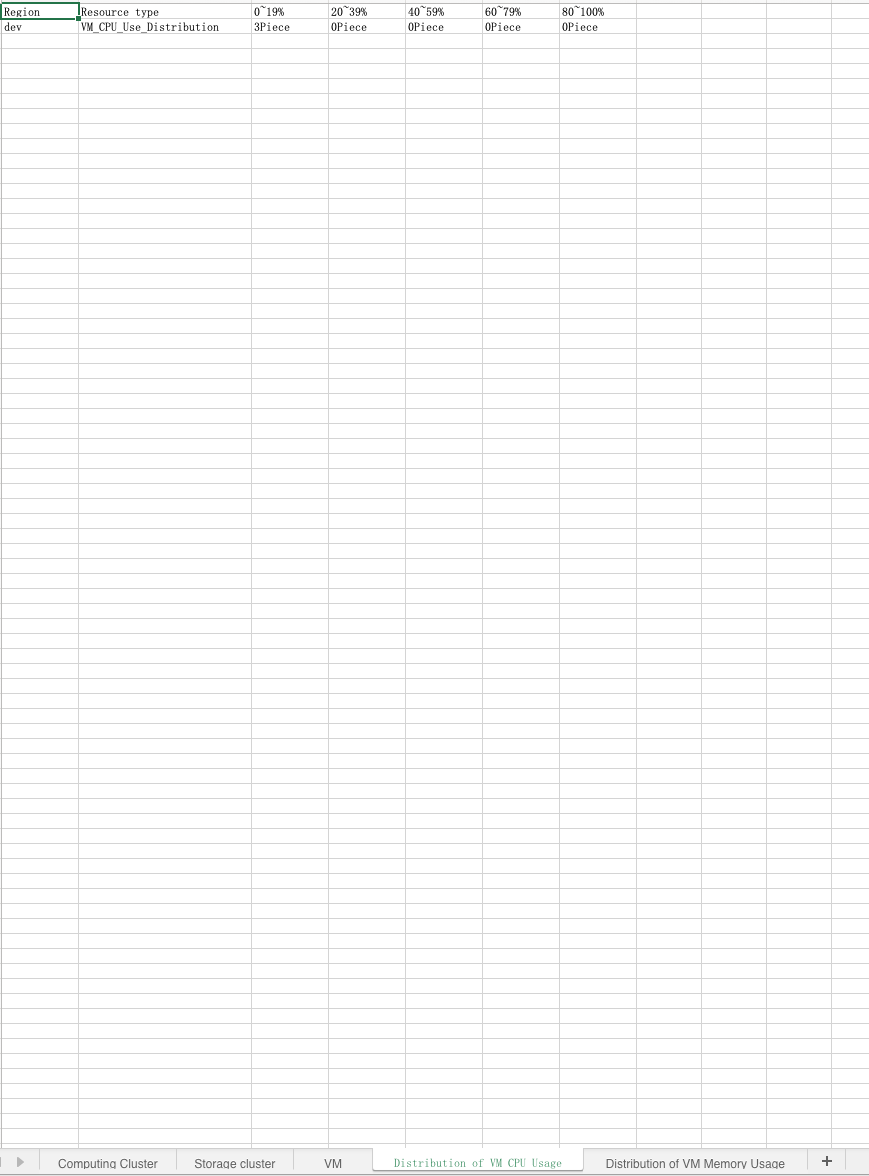 Region Resource type 0~19% 20~39% 40~59% 60~79% 80~100%
dev VM_CPU_Use_Distribution 3Piece 0Piece 0Piece 0Piece 0Piece
Computing Cluster Storage cluster VM Distribution of VM CPU Usage Distribution of VM Memory Usage +